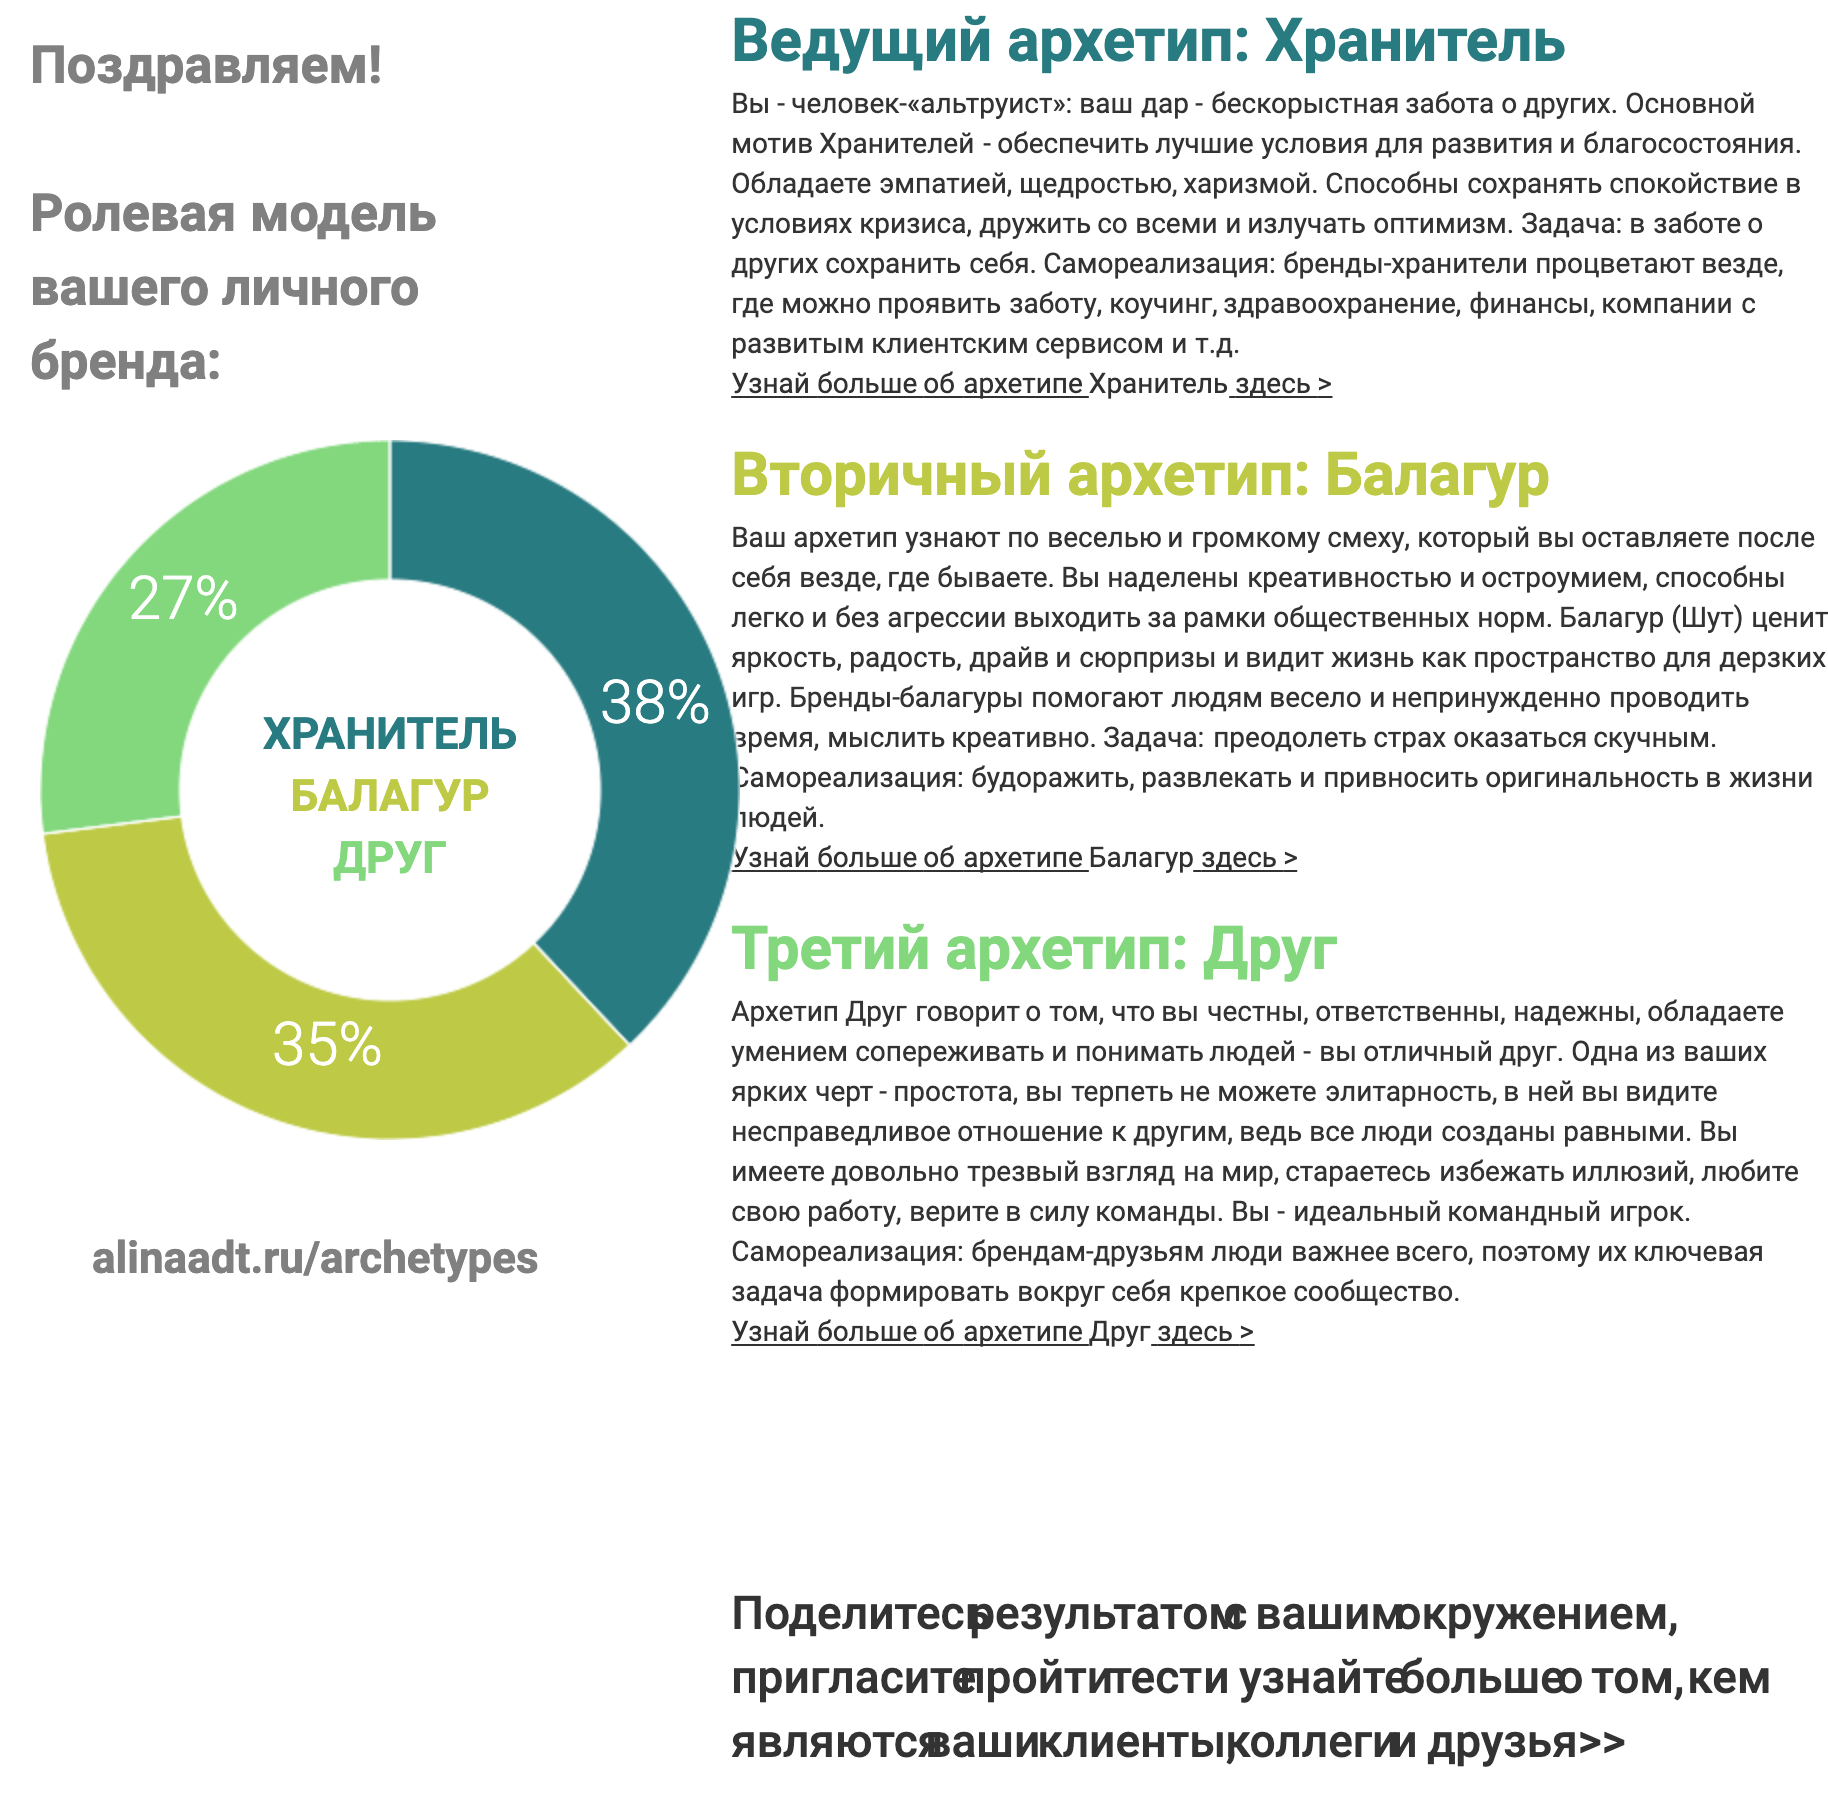 Поздравляем!
Ролевая модель
вашего личного
бренда:
27%
38%
35%
ХРАНИТЕЛЬ
БАЛАГУР
ДРУГ
alinaadt.ru/archetypes
Ведущий архетип: Хранитель
Вы - человек-«альтруист»: ваш дар - бескорыстная забота о других. Основной
мотив Хранителей - обеспечить лучшие условия для развития и благосостояния.
Обладаете эмпатией, щедростью, харизмой. Способны сохранять спокойствие в
условиях кризиса, дружить со всеми и излучать оптимизм. Задача: в заботе о
других сохранить себя. Самореализация: бренды-хранители процветают везде,
где можно проявить заботу, коучинг, здравоохранение, финансы, компании с
развитым клиентским сервисом и т.д.
Узнай больше об архетипе Хранитель здесь >
Вторичный архетип: Балагур
Ваш архетип узнают по веселью и громкому смеху, который вы оставляете после
себя везде, где бываете. Вы наделены креативностью и остроумием, способны
легко и без агрессии выходить за рамки общественных норм. Балагур (Шут) ценит
яркость, радость, драйв и сюрпризы и видит жизнь как пространство для дерзких
игр. Бренды-балагуры помогают людям весело и непринужденно проводить
время, мыслить креативно. Задача: преодолеть страх оказаться скучным.
Самореализация: будоражить, развлекать и привносить оригинальность в жизни
людей.
Узнай больше об архетипе Балагур здесь >
Третий архетип: Друг
Архетип Друг говорит о том, что вы честны, ответственны, надежны, обладаете
умением сопереживать и понимать людей - вы отличный друг. Одна из ваших
ярких черт - простота, вы терпеть не можете элитарность, в ней вы видите
несправедливое отношение к другим, ведь все люди созданы равными. Вы
имеете довольно трезвый взгляд на мир, стараетесь избежать иллюзий, любите
свою работу, верите в силу команды. Вы - идеальный командный игрок.
Самореализация: брендам-друзьям люди важнее всего, поэтому их ключевая
задача формировать вокруг себя крепкое сообщество.
Узнай больше об архетипе Друг здесь >
Поделитесь результатом с вашим окружением,
пригласите пройти тест и узнайте больше о том, кем
являются ваши клиенты, коллеги и друзья>>